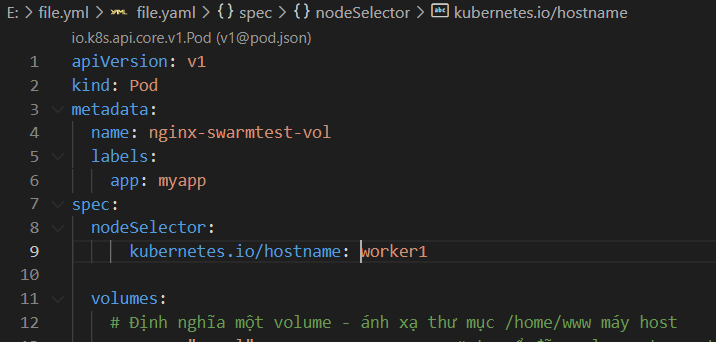 E: > file.yml > file.yaml > {} spec > {} nodeSelector > abc kubernetes.io/hostname
io.k8s.api.core.v1.Pod (v1@pod.json)
1 apiVersion: v1
2 kind: Pod
3 metadata:
4   name: nginx-swarmtest-vol
5   labels:
6     app: myapp
7 spec:
8   nodeSelector:
9       kubernetes.io/hostname: worker1
10
11   volumes:
12     # Định nghĩa một volume - ánh xạ thư mục /home/www máy host